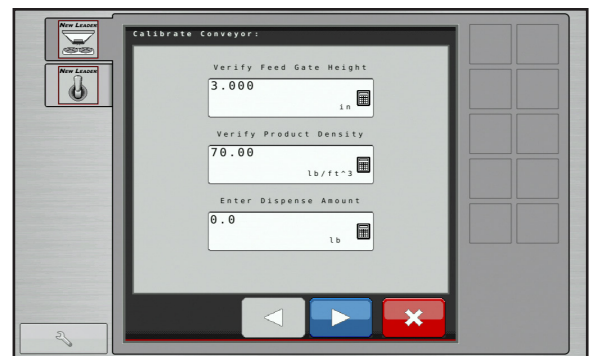 NEW LEADER
NEW LEADER
Calibrate Conveyor:
Verify Feed Gate Height
3.000
in
Verify Product Density
70.00
lb/ft^3
Enter Dispense Amount
0.0
lb